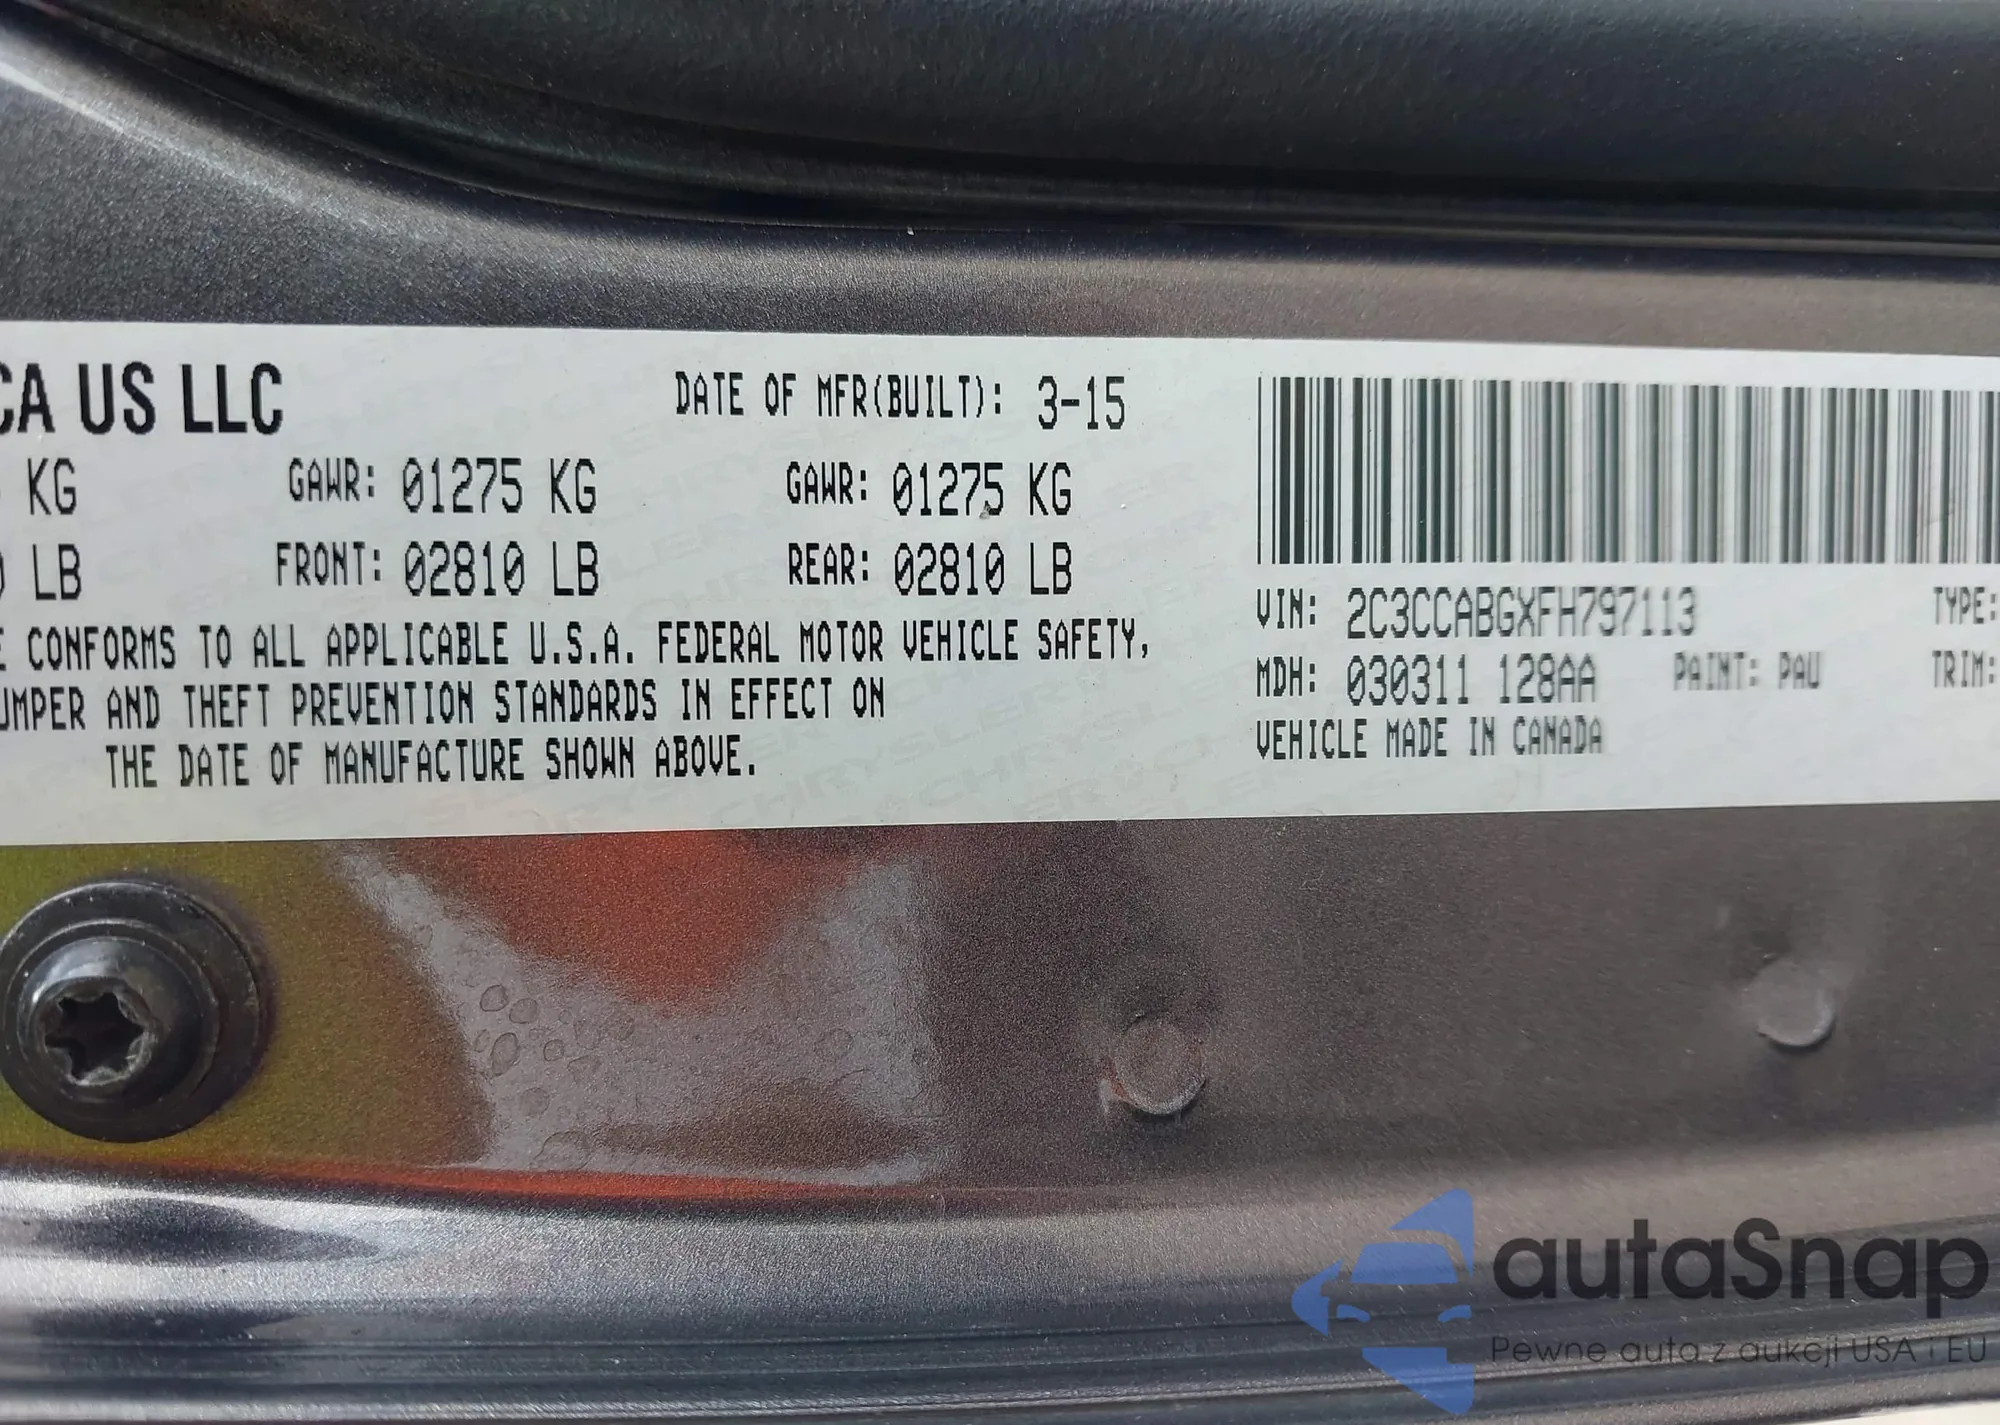 CA US LLC
DATE OF MFR(BUILT): 3-15
KG GAWR: 01275 KG GAWR: 01275 KG
LB FRONT: 02810 LB REAR: 02810 LB
E CONFORMS TO ALL APPLICABLE U.S.A. FEDERAL MOTOR VEHICLE SAFETY,
UMPER AND THEFT PREVENTION STANDARDS IN EFFECT ON
THE DATE OF MANUFACTURE SHOWN ABOVE.
VIN: 2C3CCABGXFH797113 TYPE:
MDH: 030311 128AA PAINT: PAU TRIM:
VEHICLE MADE IN CANADA
autaSnap
Pewne auta z aukcji USA i EU